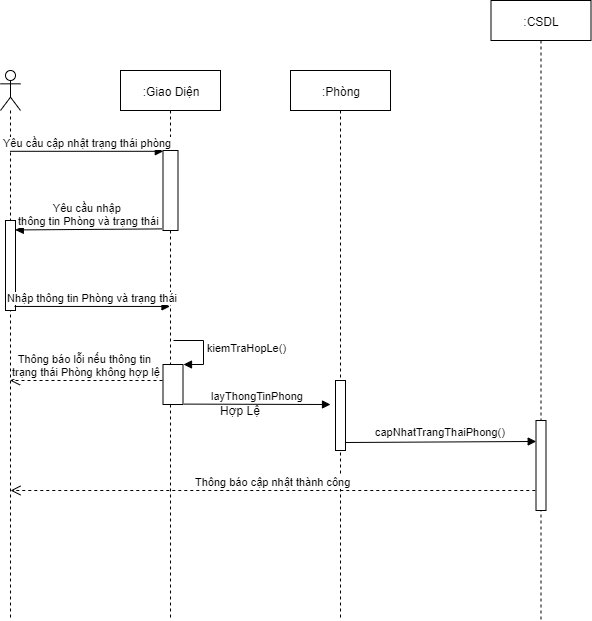 :CSDL
:Giao Diện
:Phòng
Yêu cầu cập nhật trạng thái phòng
Yêu cầu nhập
thông tin Phòng và trạng thái
Nhập thông tin Phòng và trạng thái
kiemTraHopLe()
Thông báo lỗi nếu thông tin
trạng thái Phòng không hợp lệ
layThongTinPhong
Hợp Lệ
capNhatTrangThaiPhong()
Thông báo cập nhật thành công